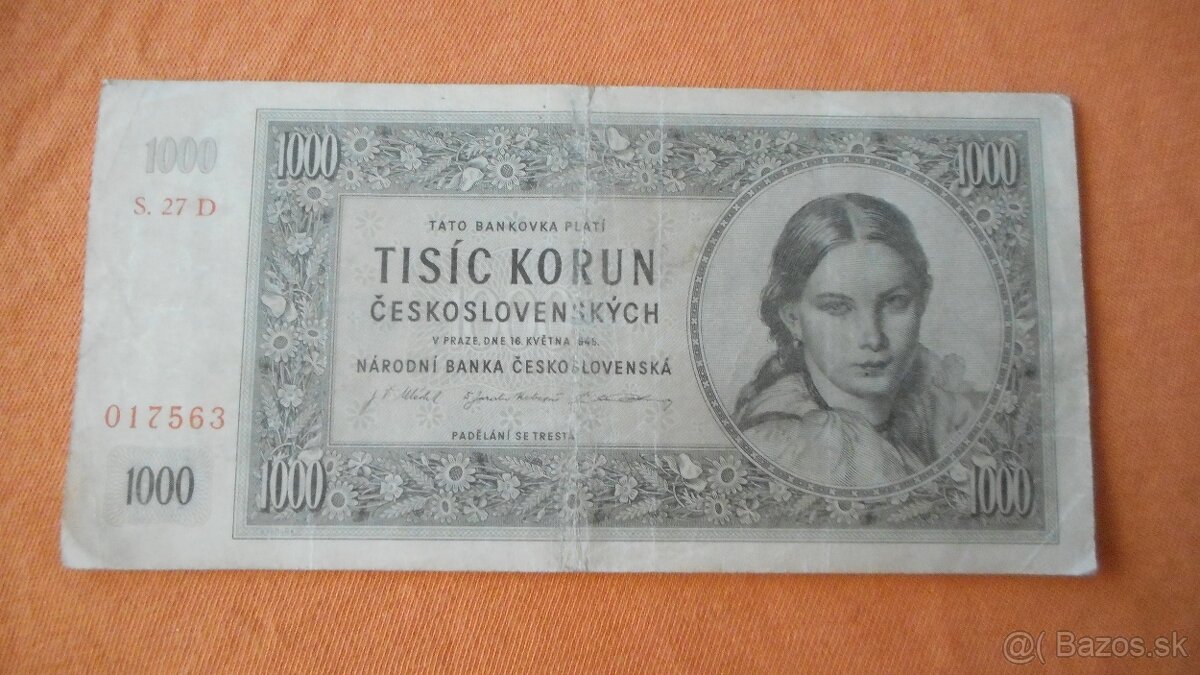 1000
S. 27 D
017563
1000
1000
1000
TATO BANKOVKA PLATÍ
TISÍC KORUN
ČESKOSLOVENSKÝCH
V PRAZE, DNE 16. KVĚTNA 1945.
NÁRODNÍ BANKA ČESKOSLOVENSKÁ
PADĚLÁNÍ SE TRESTÁ
1000
1000
@( Bazos.sk